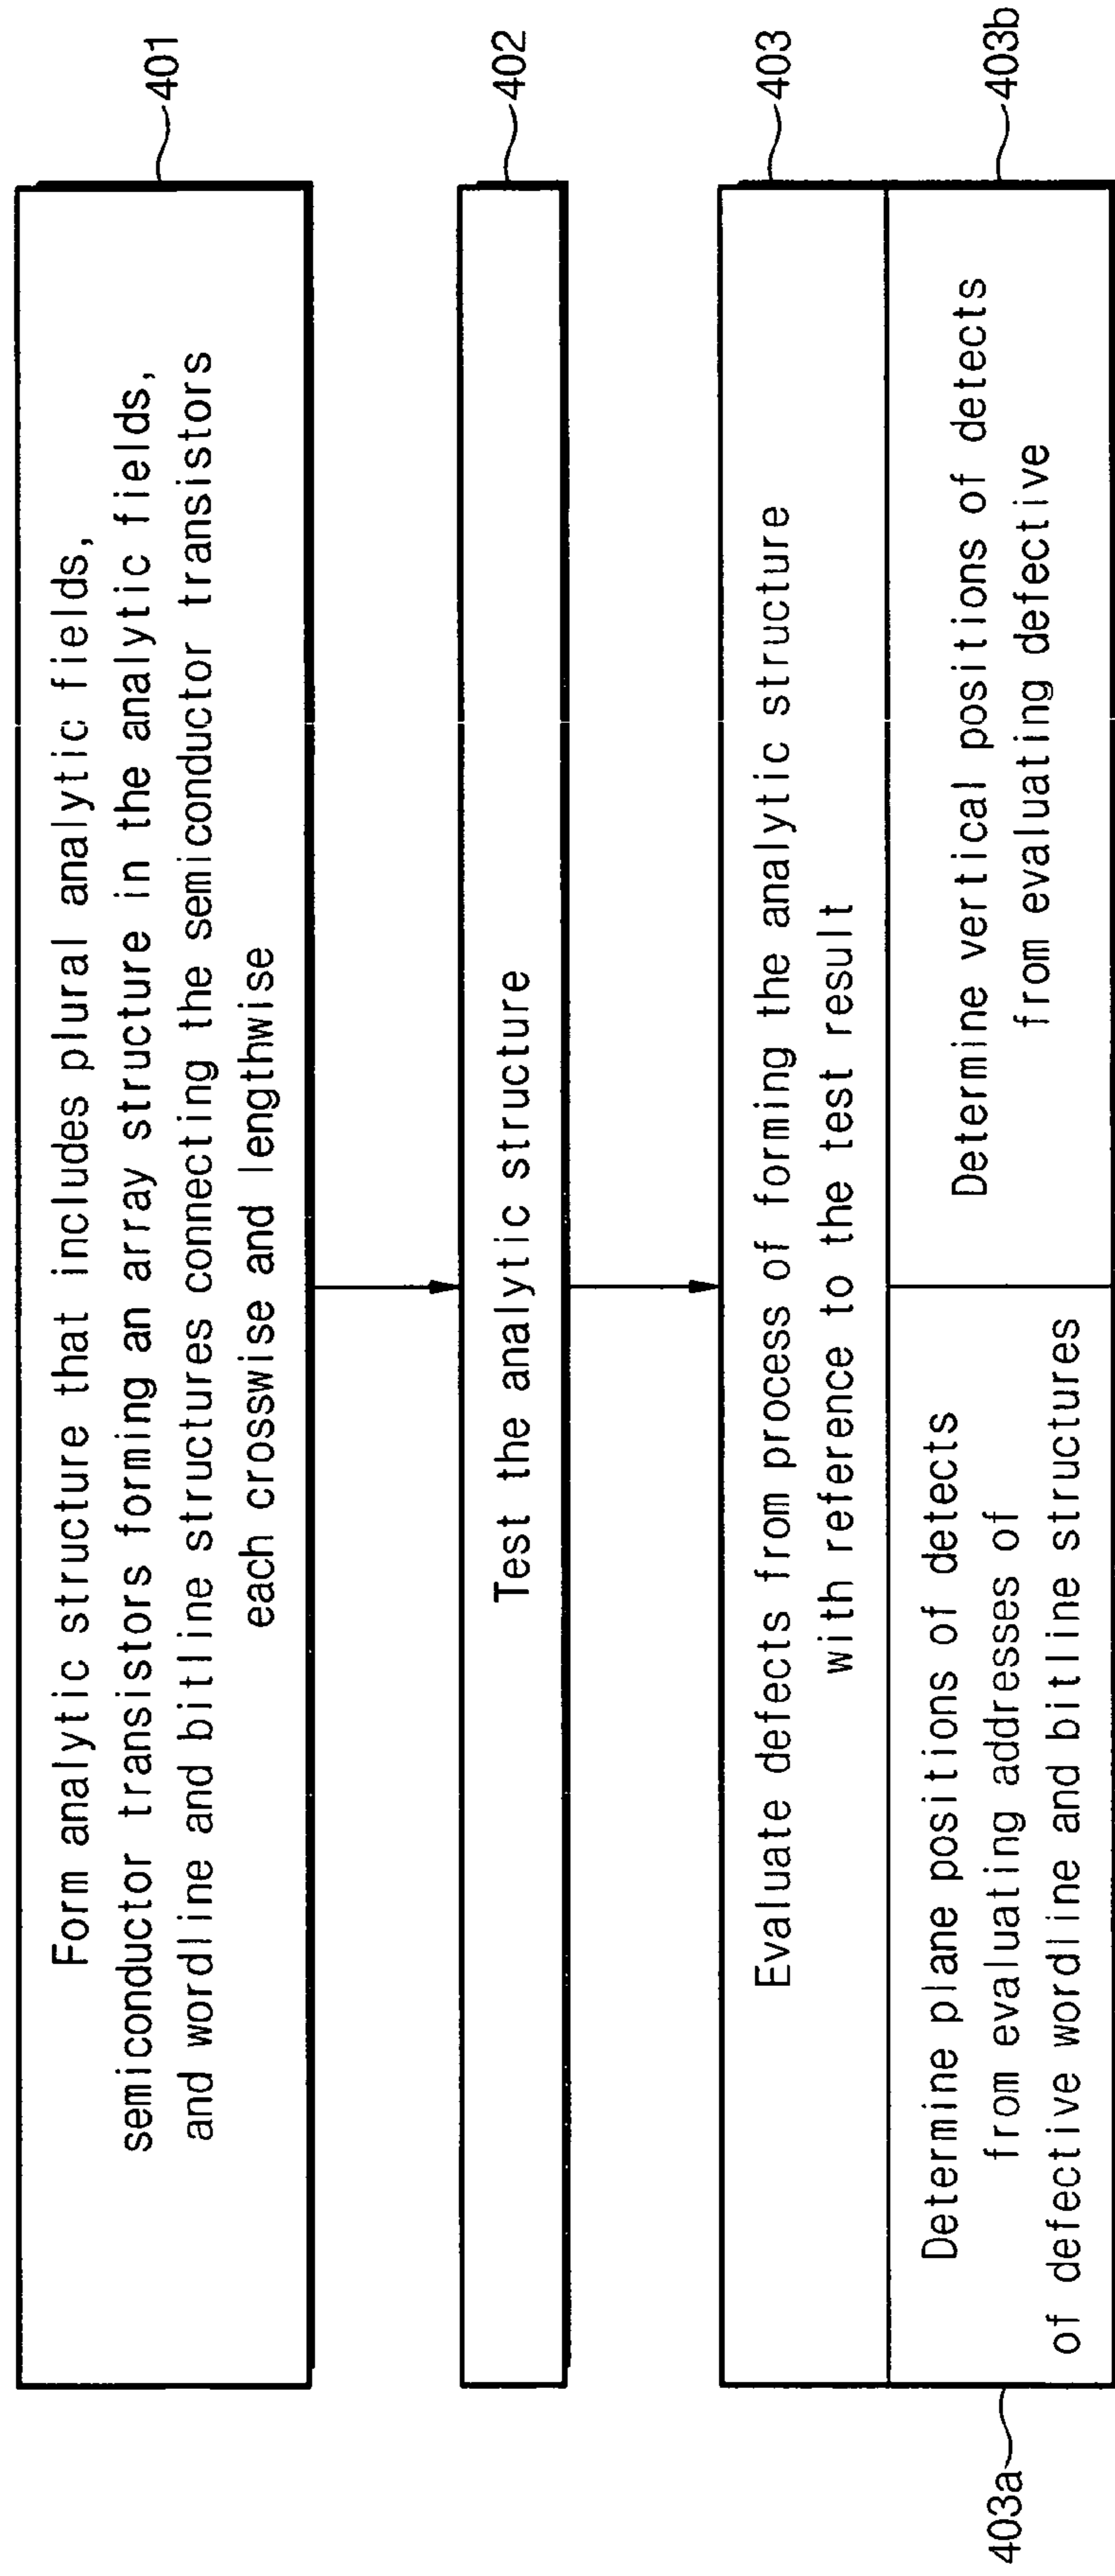 Form analytic structure that includes plural analytic fields,
semiconductor transistors forming an array structure in the analytic fields,
and wordline and bitline structures connecting the semiconductor transistors
each crosswise and lengthwise
401
Test the analytic structure
402
Evaluate defects from process of forming the analytic structure
with reference to the test result
403
Determine plane positions of detects
from evaluating addresses of
of defective wordline and bitline structures
403a
Determine vertical positions of detects
from evaluating defective
403b